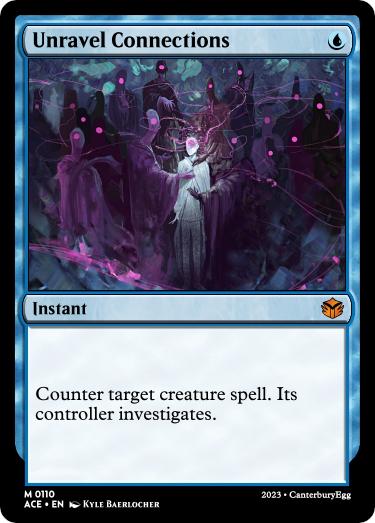 Unravel Connections
Instant
Counter target creature spell. Its
controller investigates.
M 0110
ACE • EN Kyle Baerlocher
2023 • CanterburyEgg